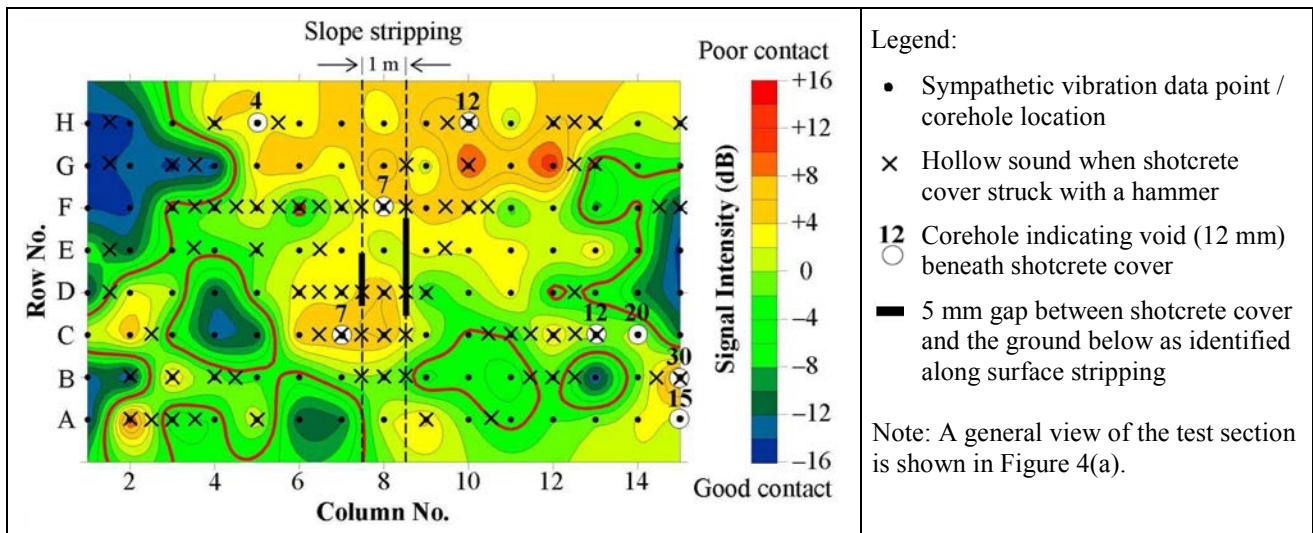 Slope stripping
1 m
Poor contact
+16
+12
+8
+4
0
−4
−8
−12
−16
Good contact
Signal Intensity (dB)
Row No.
H
G
F
E
D
C
B
A
4
12
7
7
12
20
30
15
2
4
6
8
10
12
14
Column No.
Legend:
Sympathetic vibration data point /
corehole location
Hollow sound when shotcrete
cover struck with a hammer
12 Corehole indicating void (12 mm)
beneath shotcrete cover
5 mm gap between shotcrete cover
and the ground below as identified
along surface stripping
Note: A general view of the test section
is shown in Figure 4(a).